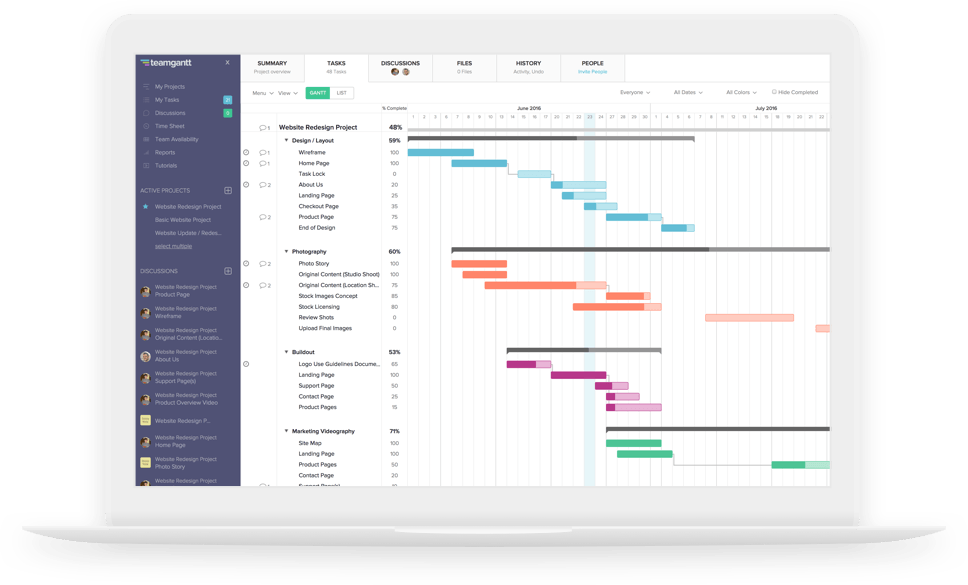 teamgantt
X
My Projects
My Tasks
Discussions
Time Sheet
Team Availability
Reports
Tutorials
ACTIVE PROJECTS
Website Redesign Project
Basic Website Project
Website Update / Redes...
select multiple
DISCUSSIONS
Website Redesign Project
Product Page
Website Redesign Project
Wireframe
Website Redesign Project
Original Content (Locatio...
Website Redesign Project
About Us
Website Redesign Project
Support Page(s)
Website Redesign Project
Product Overview Video
Website Redesign P...
Website Redesign Project
Home Page
Website Redesign Project
Photo Story
Website Redesign Project
SUMMARY
Project overview
TASKS
48 Tasks
DISCUSSIONS
FILES
0 Files
HISTORY
Activity, Undo
PEOPLE
Invite People
Menu View GANTT LIST Everyone All Dates All Colors Hide Completed
% Complete June 2016 July 2016
1 2 3 6 7 8 9 10 13 14 15 16 17 20 21 22 23 24 27 28 29 30 1 4 5 6 7 8 11 12 13 14 15 18 19 20 21 22
1 Website Redesign Project 48%
Design / Layout 59%
1 Wireframe 100
1 Home Page 100
Task Lock 0
2 About Us 20
Landing Page 25
Checkout Page 35
2 Product Page 75
End of Design 75
Photography 60%
2 Photo Story 100
Original Content (Studio Shoot) 100
2 Original Content (Location Sh... 75
Stock Images Concept 85
Stock Licensing 80
Review Shots 0
Upload Final Images 0
Buildout 53%
Logo Use Guidelines Docume... 65
Landing Page 100
Support Page 50
Contact Page 25
Product Pages 15
Marketing Videography 71%
Site Map 100
Landing Page 100
Product Pages 50
Contact Page 20